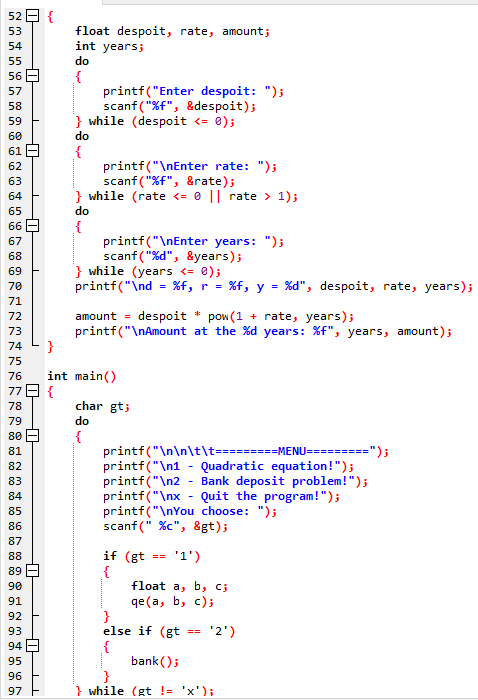 52 {
53 float despoit, rate, amount;
54 int years;
55 do
56 {
57 printf("Enter despoit: ");
58 scanf("%f", &despoit);
59 } while (despoit <= 0);
60 do
61 {
62 printf("\nEnter rate: ");
63 scanf("%f", &rate);
64 } while (rate <= 0 || rate > 1);
65 do
66 {
67 printf("\nEnter years: ");
68 scanf("%d", &years);
69 } while (years <= 0);
70 printf("\nd = %f, r = %f, y = %d", despoit, rate, years);
71
72 amount = despoit * pow(1 + rate, years);
73 printf("\nAmount at the %d years: %f", years, amount);
74 }
75
76 int main()
77 {
78 char gt;
79 do
80 {
81 printf("\n\n\t\t=========MENU=========");
82 printf("\n1 - Quadratic equation!");
83 printf("\n2 - Bank deposit problem!");
84 printf("\nx - Quit the program!");
85 printf("\nYou choose: ");
86 scanf(" %c", &gt);
87
88 if (gt == '1')
89 {
90 float a, b, c;
91 qe(a, b, c);
92 }
93 else if (gt == '2')
94 {
95 bank();
96 }
97 } while (gt != 'x');